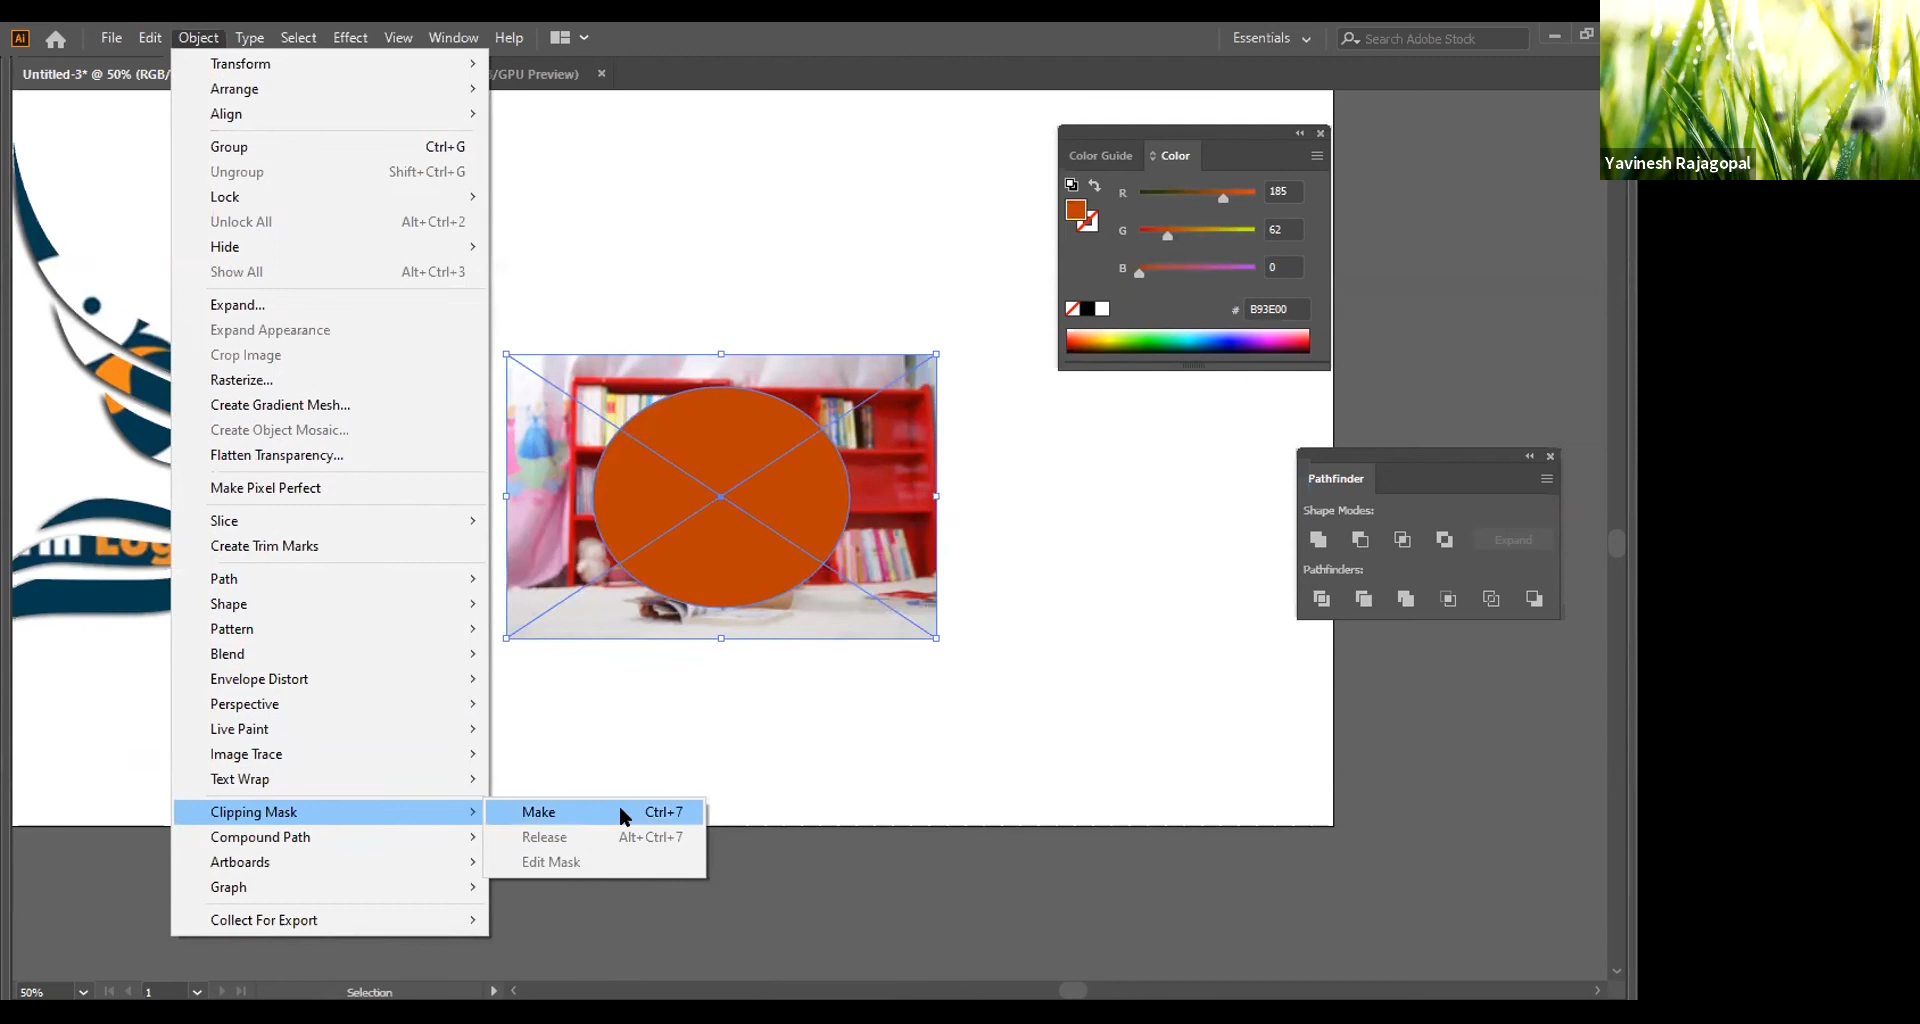 Ai File Edit Object Type Select Effect View Window Help Essentials Search Adobe Stock
Untitled-3* @ 50% (RGB/ /GPU Preview) ×
Transform
Arrange
Align
Group Ctrl+G
Ungroup Shift+Ctrl+G
Lock
Unlock All Alt+Ctrl+2
Hide
Show All Alt+Ctrl+3
Expand...
Expand Appearance
Crop Image
Rasterize...
Create Gradient Mesh...
Create Object Mosaic...
Flatten Transparency...
Make Pixel Perfect
Slice
Create Trim Marks
Path
Shape
Pattern
Blend
Envelope Distort
Perspective
Live Paint
Image Trace
Text Wrap
Clipping Mask
Compound Path
Artboards
Graph
Collect For Export
Make Ctrl+7
Release Alt+Ctrl+7
Edit Mask
Color Guide Color
R 185
G 62
B 0
# B93E00
Pathfinder
Shape Modes:
Expand
Pathfinders:
Yavinesh Rajagopal
50% 1 Selection